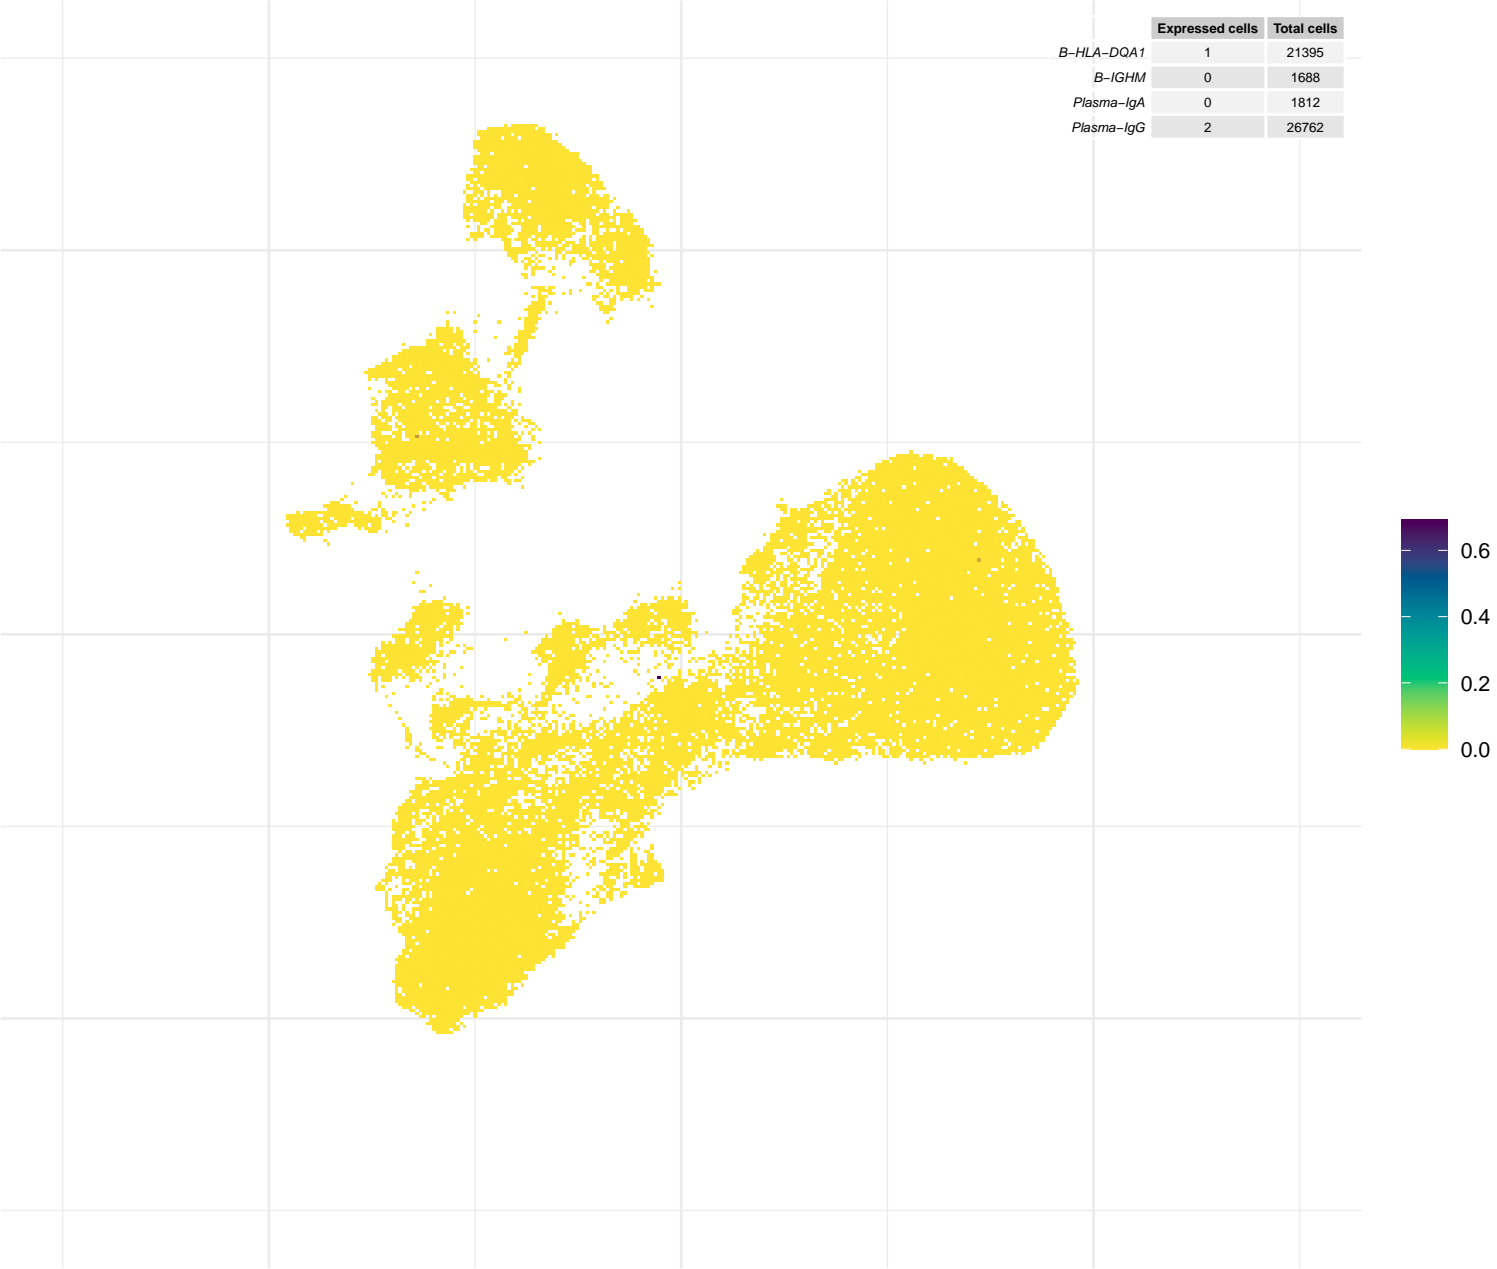 Expressed cells Total cells
B−HLA−DQA1 1 21395
B−IGHM 0 1688
Plasma−IgA 0 1812
Plasma−IgG 2 26762
0.6
0.4
0.2
0.0